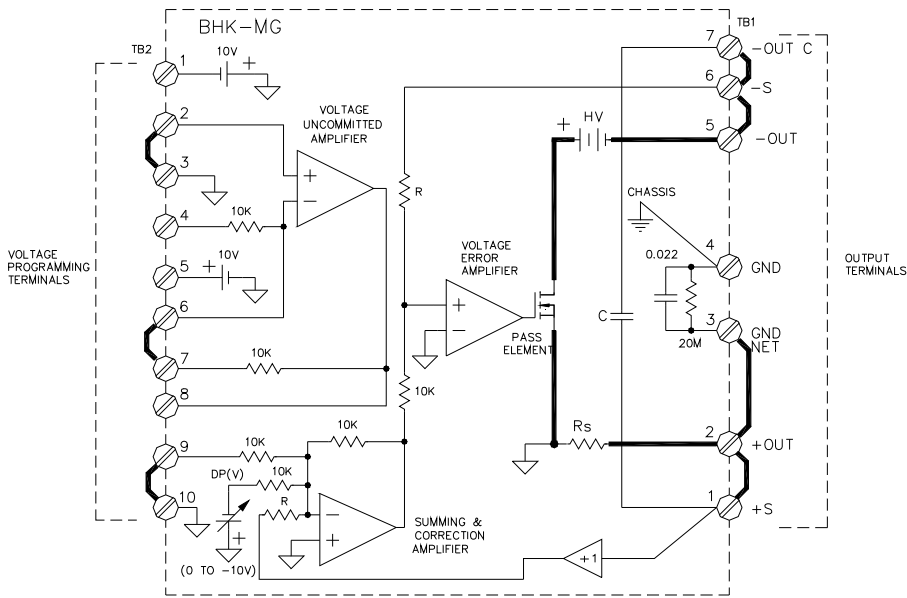 BHK-MG
TB2
TB1
1
10V
+
2
3
VOLTAGE
UNCOMMITTED
AMPLIFIER
+
−
4
10K
5
+
10V
6
7
10K
8
9
10K
10
DP(V)
10K
R
+
(0 TO -10V)
10K
−
+
SUMMING &
CORRECTION
AMPLIFIER
VOLTAGE
PROGRAMMING
TERMINALS
R
10K
VOLTAGE
ERROR
AMPLIFIER
+
−
PASS
ELEMENT
+
HV
C
Rs
+1
CHASSIS
0.022
20M
7
-OUT C
6
-S
5
-OUT
4
GND
3
GND
NET
2
+OUT
1
+S
OUTPUT
TERMINALS